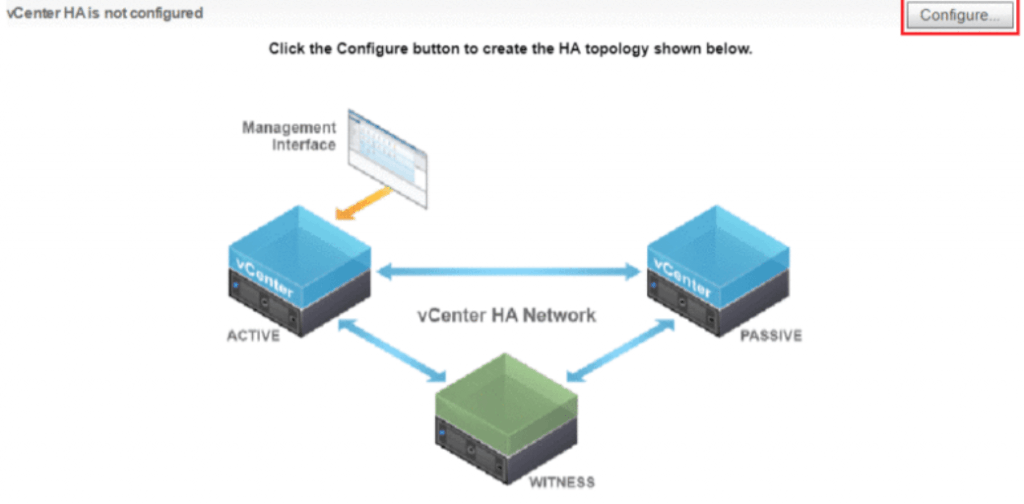 vCenter HA is not configured
Configure...
Click the Configure button to create the HA topology shown below.
Management
Interface
vCenter
vCenter
vCenter HA Network
ACTIVE
PASSIVE
WITNESS